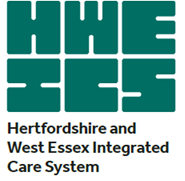 HWE
ICS
Hertfordshire and
West Essex Integrated
Care System